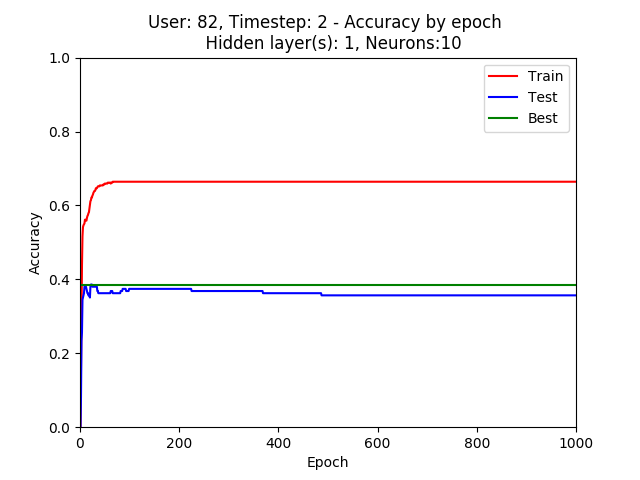 User: 82, Timestep: 2 - Accuracy by epoch
Hidden layer(s): 1, Neurons:10
1.0
0.8
0.6
0.4
0.2
0.0
Accuracy
Train
Test
Best
0 200 400 600 800 1000
Epoch